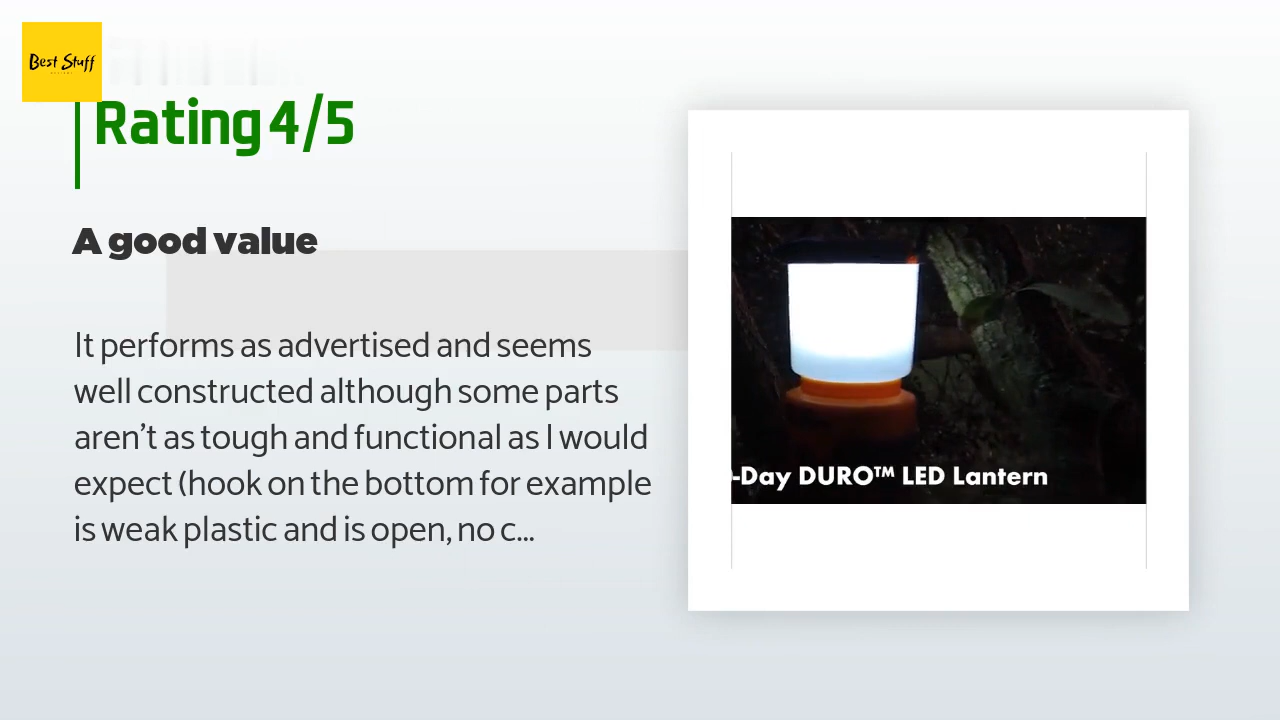 Best Stuff
Rating 4/5
A good value
It performs as advertised and seems
well constructed although some parts
aren't as tough and functional as I would
expect (hook on the bottom for example
is weak plastic and is open, no c...
-Day DURO™ LED Lantern